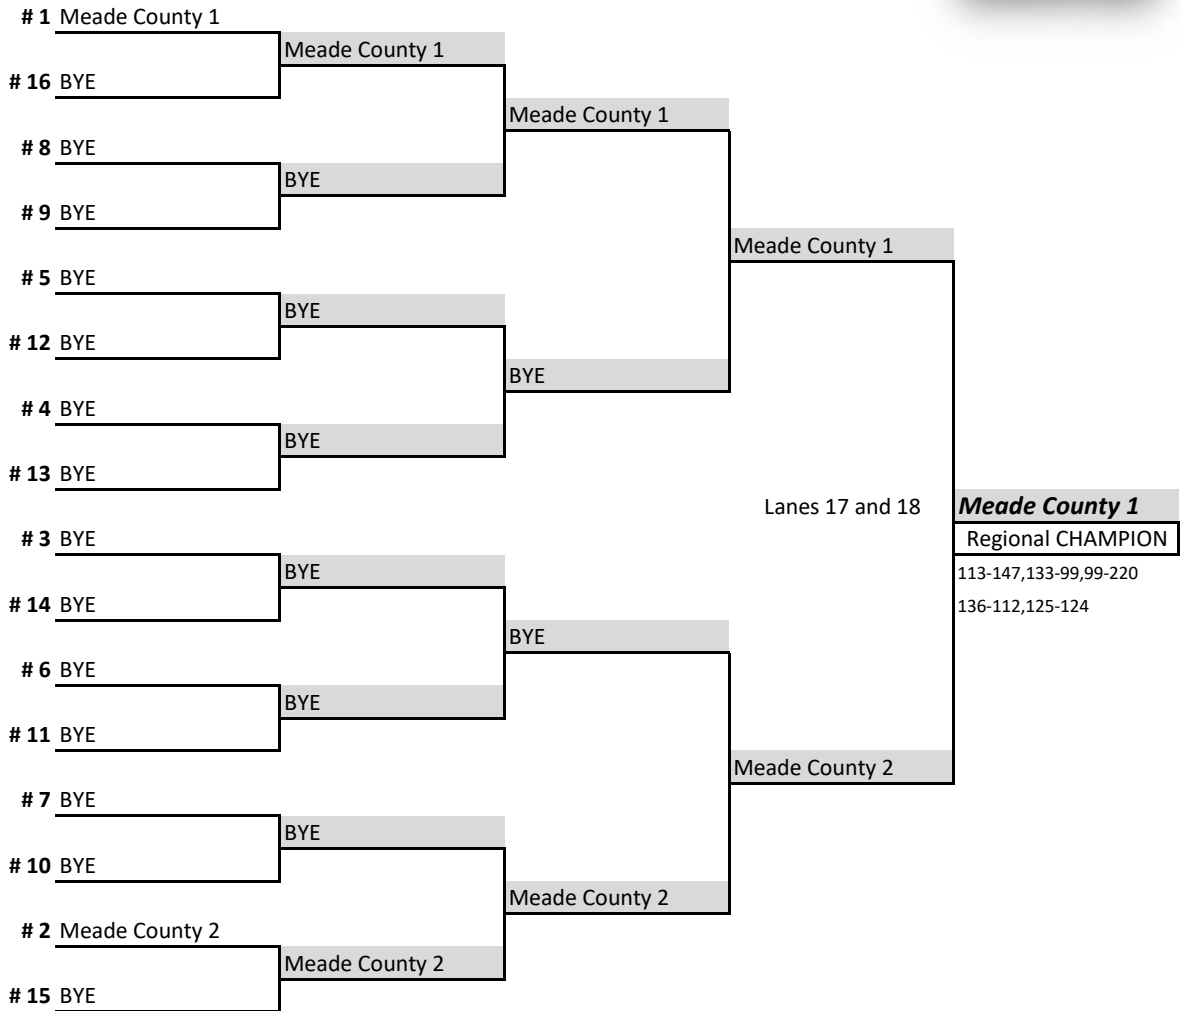 # 1 Meade County 1
Meade County 1
# 16 BYE
Meade County 1
# 8 BYE
BYE
# 9 BYE
Meade County 1
# 5 BYE
BYE
# 12 BYE
BYE
# 4 BYE
BYE
# 13 BYE
Lanes 17 and 18 Meade County 1
# 3 BYE
Regional CHAMPION
BYE
113-147,133-99,99-220
# 14 BYE
136-112,125-124
BYE
# 6 BYE
BYE
# 11 BYE
Meade County 2
# 7 BYE
BYE
# 10 BYE
Meade County 2
# 2 Meade County 2
Meade County 2
# 15 BYE